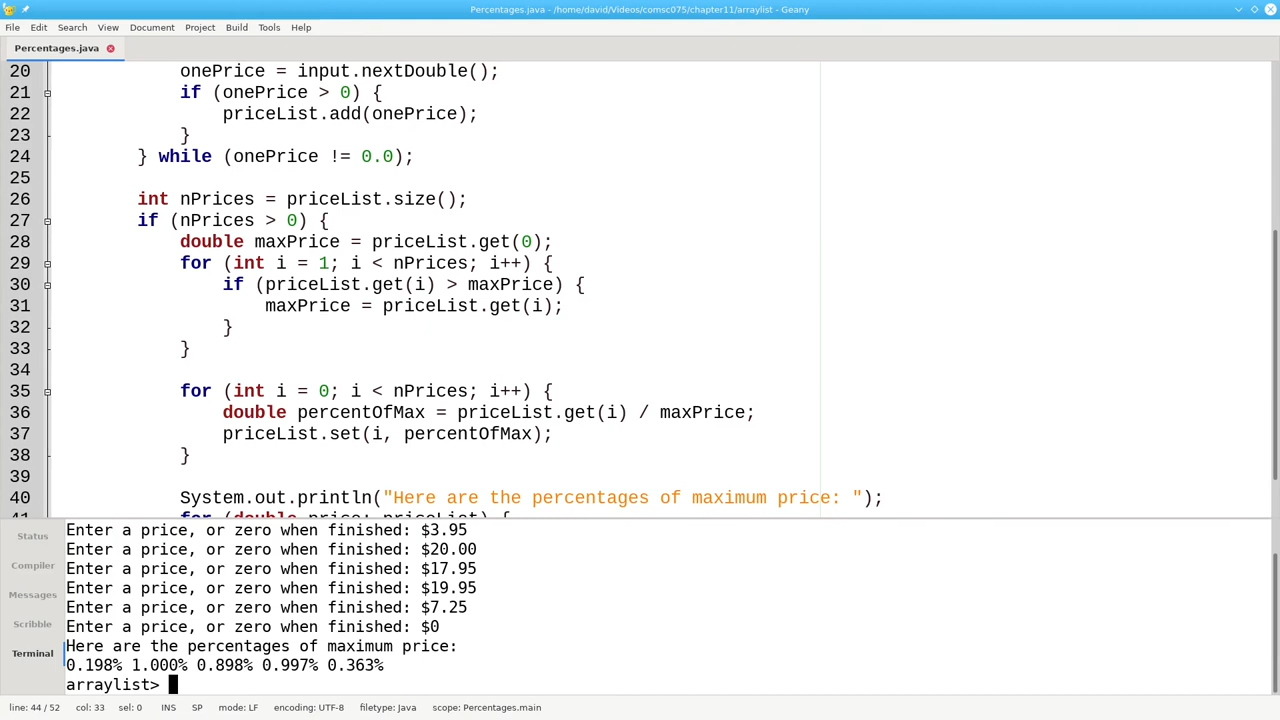 Percentages.java - /home/david/Videos/comsc075/chapter11/arraylist - Geany
File Edit Search View Document Project Build Tools Help
Percentages.java
20 onePrice = input.nextDouble();
21 if (onePrice > 0) {
22 priceList.add(onePrice);
23 }
24 } while (onePrice != 0.0);
25
26 int nPrices = priceList.size();
27 if (nPrices > 0) {
28 double maxPrice = priceList.get(0);
29 for (int i = 1; i < nPrices; i++) {
30 if (priceList.get(i) > maxPrice) {
31 maxPrice = priceList.get(i);
32 }
33 }
34
35 for (int i = 0; i < nPrices; i++) {
36 double percentOfMax = priceList.get(i) / maxPrice;
37 priceList.set(i, percentOfMax);
38 }
39
40 System.out.println("Here are the percentages of maximum price: ");
41 for (double price: priceList) {
Status
Compiler
Messages
Scribble
Terminal
Enter a price, or zero when finished: $3.95
Enter a price, or zero when finished: $20.00
Enter a price, or zero when finished: $17.95
Enter a price, or zero when finished: $19.95
Enter a price, or zero when finished: $7.25
Enter a price, or zero when finished: $0
Here are the percentages of maximum price:
0.198% 1.000% 0.898% 0.997% 0.363%
arraylist>
line: 44 / 52 col: 33 sel: 0 INS SP mode: LF encoding: UTF-8 filetype: Java scope: Percentages.main